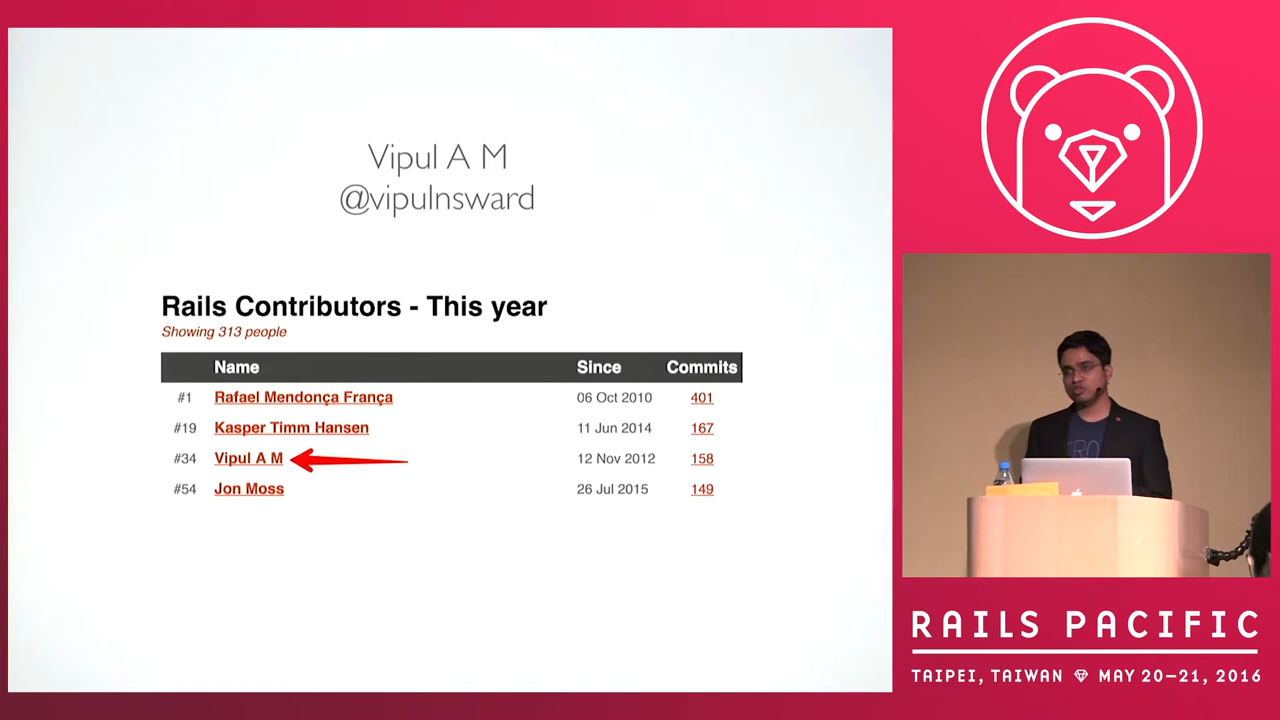 Vipul A M
@vipulnsward
Rails Contributors - This year
Showing 313 people
Name Since Commits
#1 Rafael Mendonça França 06 Oct 2010 401
#19 Kasper Timm Hansen 11 Jun 2014 167
#34 Vipul A M 12 Nov 2012 158
#54 Jon Moss 26 Jul 2015 149
RAILS PACIFIC
TAIPEI, TAIWAN MAY 20–21, 2016